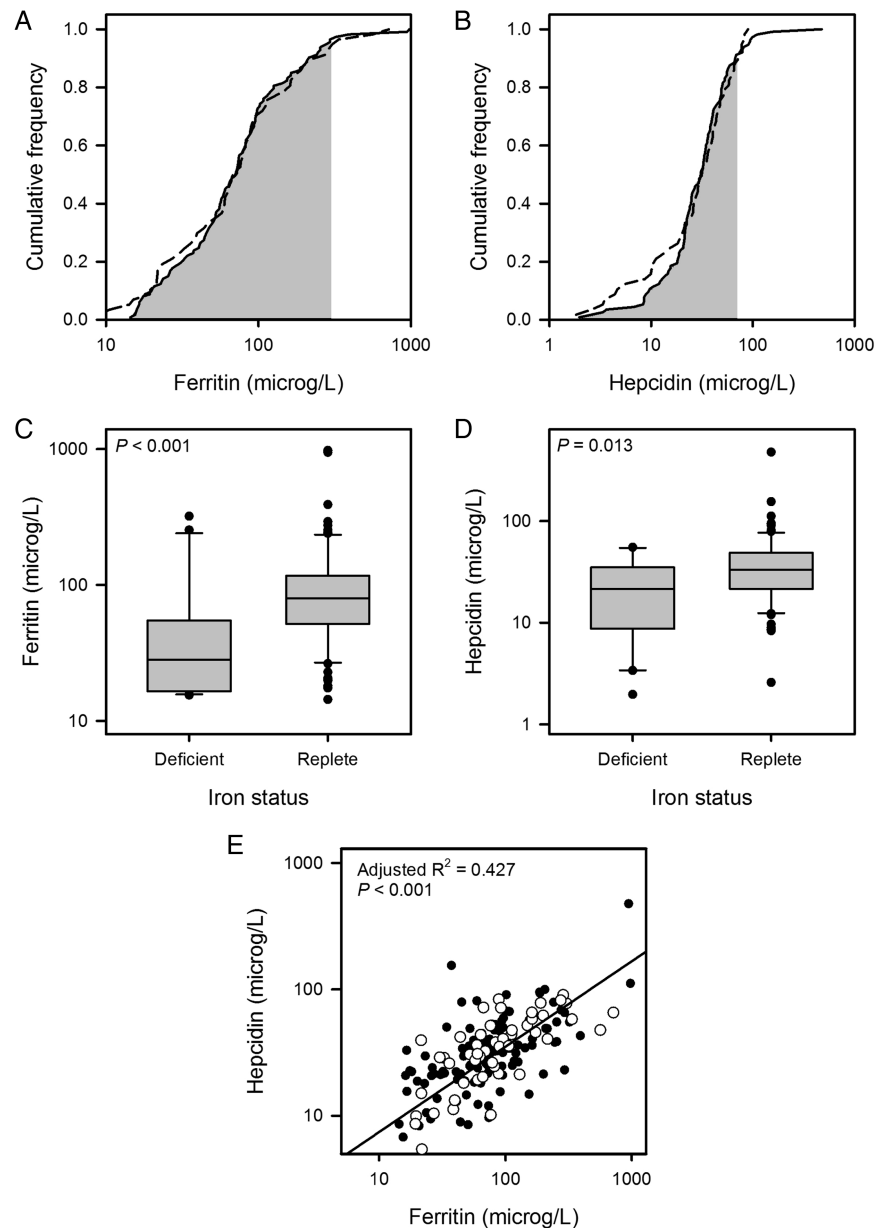 A
Cumulative frequency
1.0
0.8
0.6
0.4
0.2
0.0
10 100 1000
Ferritin (microg/L)
B
Cumulative frequency
1.0
0.8
0.6
0.4
0.2
0.0
1 10 100 1000
Hepcidin (microg/L)
C
P < 0.001
Ferritin (microg/L)
1000
100
10
Deficient Replete
Iron status
D
P = 0.013
Hepcidin (microg/L)
100
10
1
Deficient Replete
Iron status
E
Adjusted R² = 0.427
P < 0.001
Hepcidin (microg/L)
1000
100
10
10 100 1000
Ferritin (microg/L)